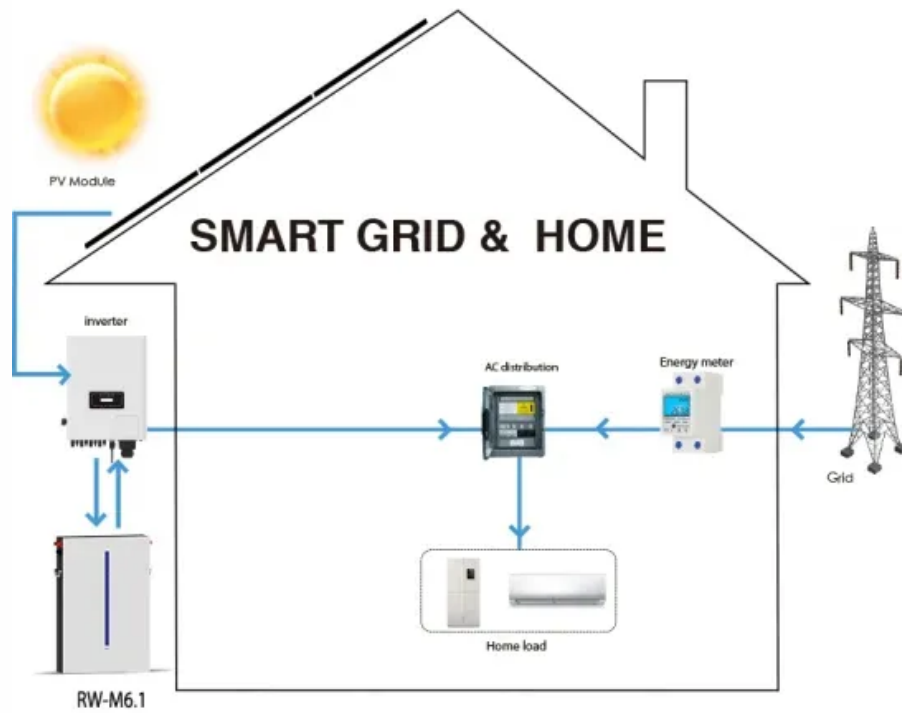 PV Module
SMART GRID & HOME
inverter
AC distribution
Energy meter
Grid
Home load
RW-M6.1